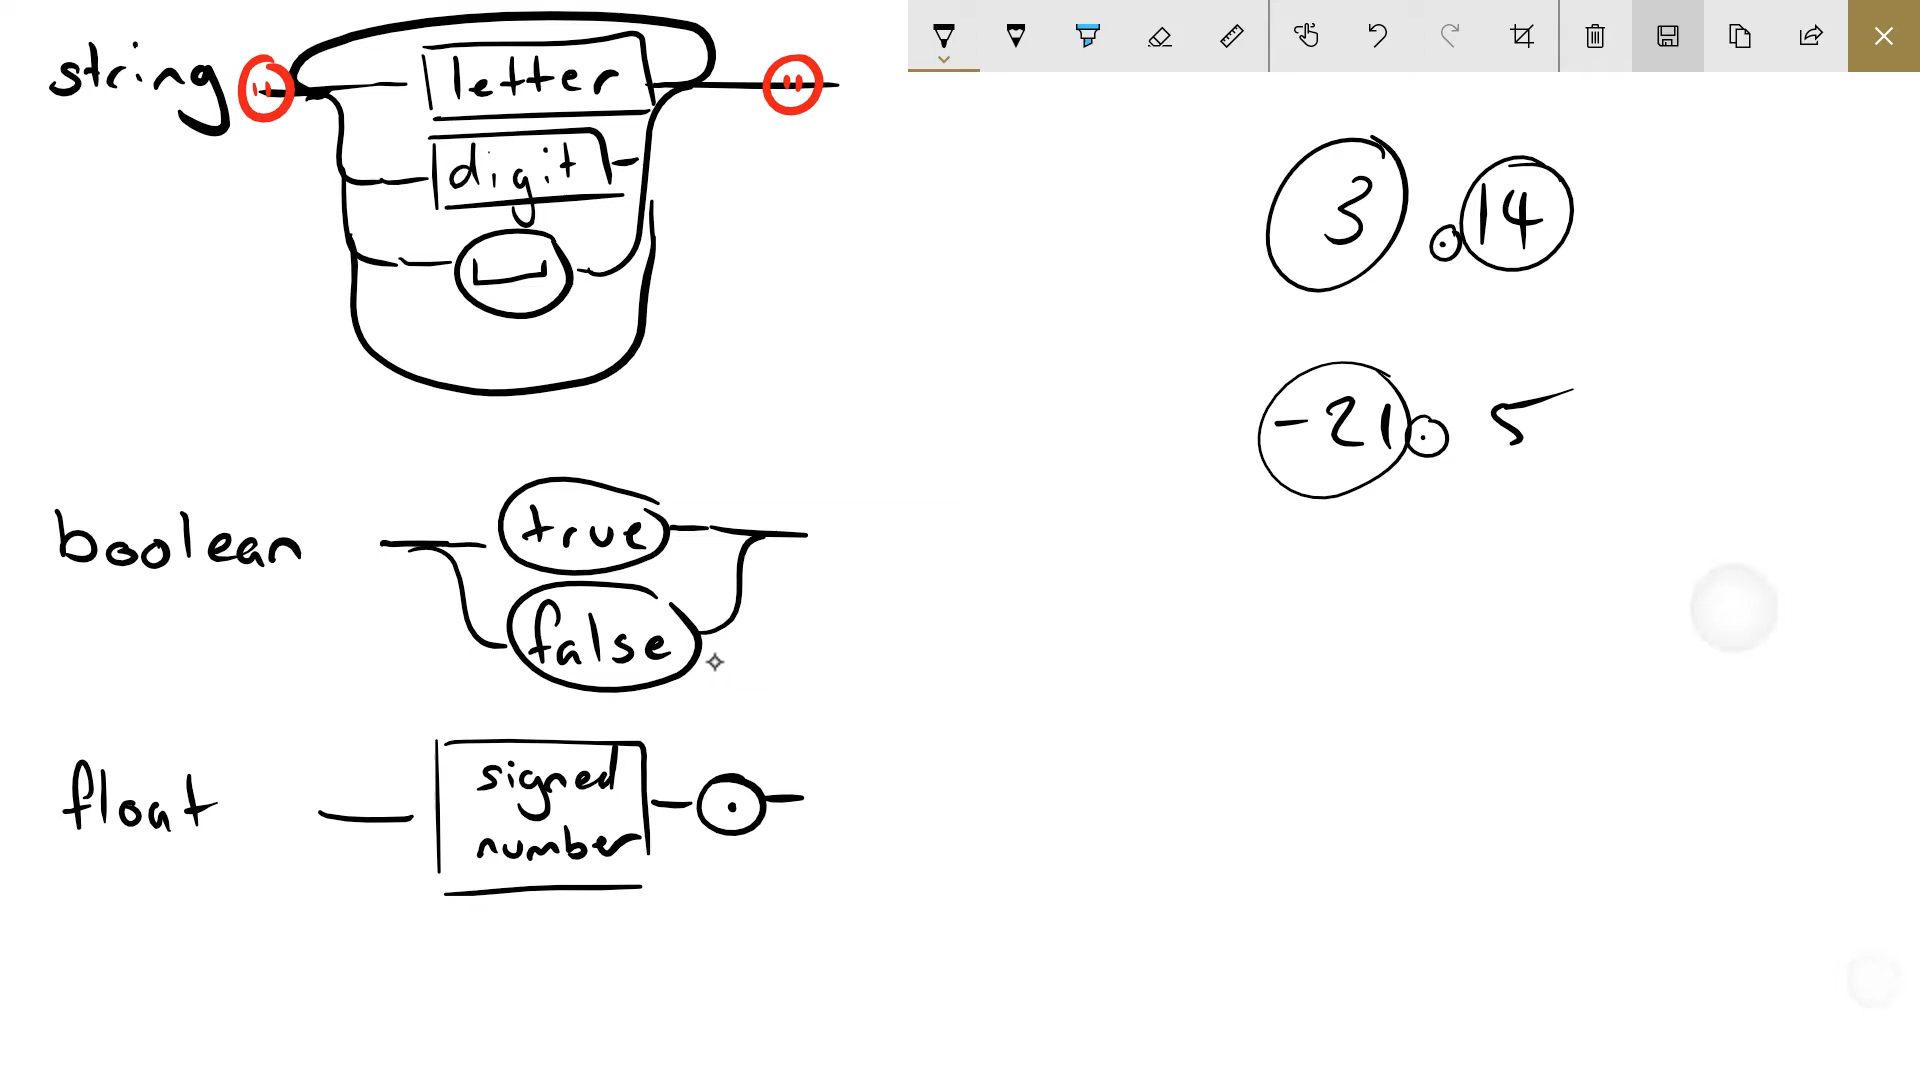 string " letter "
digit
boolean true
false
float signed number .
3 . 14
-21 . 5